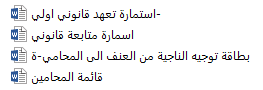 استمارة تعهد قانوني اولي-
اسمارة متابعة قانوني
بطاقة توجيه الناجية من العنف الى المحامي-ة
قائمة المحامين